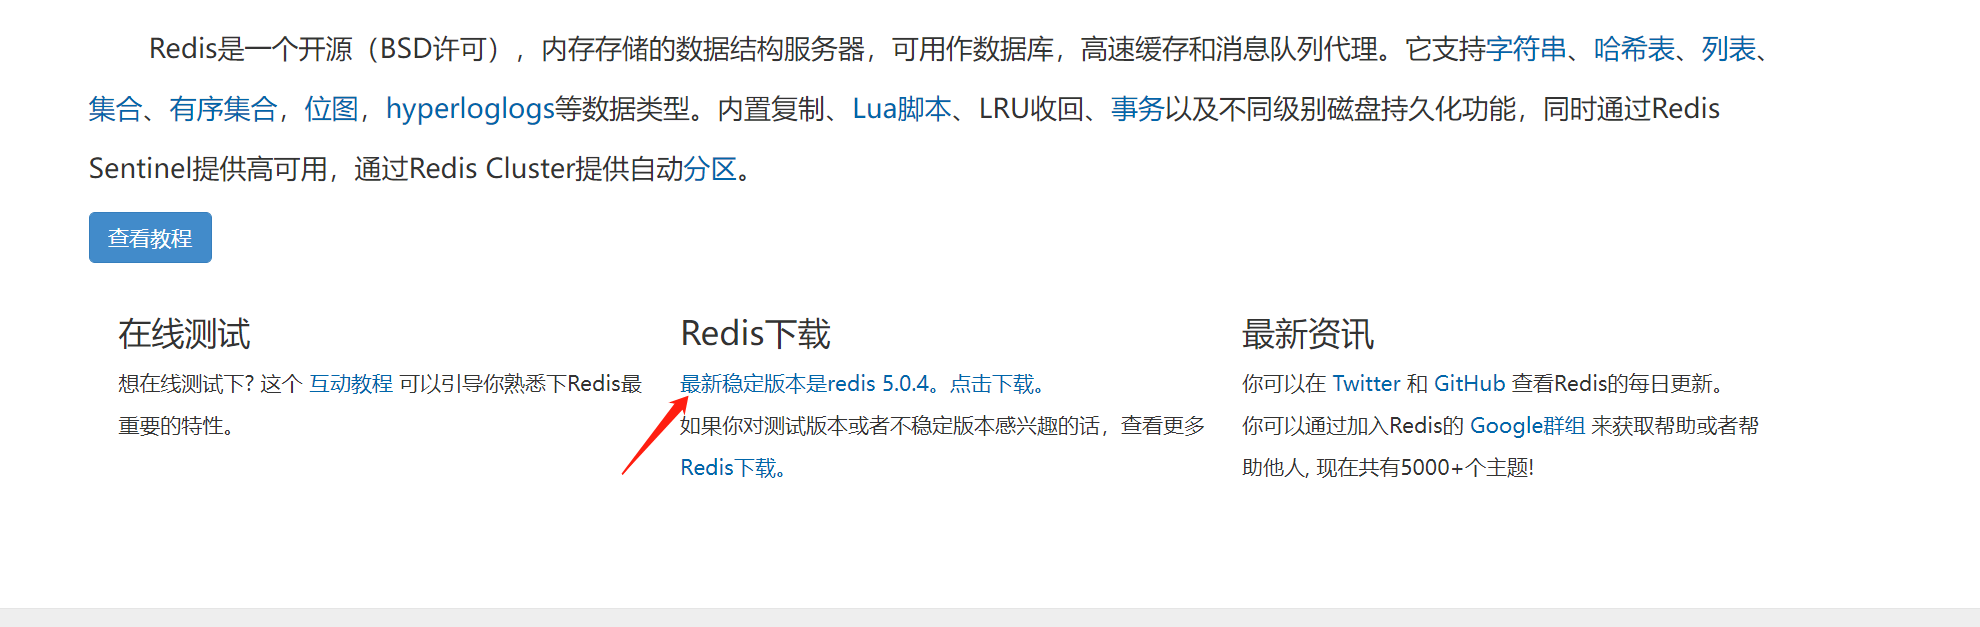 Redis是一个开源（BSD许可），内存存储的数据结构服务器，可用作数据库，高速缓存和消息队列代理。它支持字符串、哈希表、列表、
集合、有序集合，位图，hyperloglogs等数据类型。内置复制、Lua脚本、LRU收回、事务以及不同级别磁盘持久化功能，同时通过Redis
Sentinel提供高可用，通过Redis Cluster提供自动分区。
查看教程
在线测试
想在线测试下? 这个 互动教程 可以引导你熟悉下Redis最
重要的特性。
Redis下载
最新稳定版本是redis 5.0.4。点击下载。
如果你对测试版本或者不稳定版本感兴趣的话，查看更多
Redis下载。
最新资讯
你可以在 Twitter 和 GitHub 查看Redis的每日更新。
你可以通过加入Redis的 Google群组 来获取帮助或者帮
助他人, 现在共有5000+个主题!